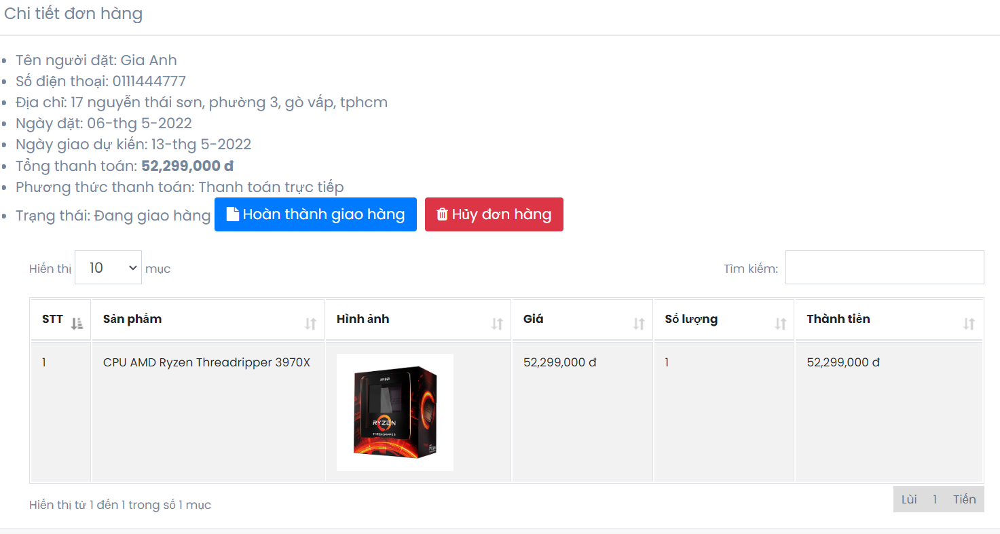 Chi tiết đơn hàng
Tên người đặt: Gia Anh
Số điện thoại: 0111444777
Địa chỉ: 17 nguyễn thái sơn, phường 3, gò vấp, tphcm
Ngày đặt: 06-thg 5-2022
Ngày giao dự kiến: 13-thg 5-2022
Tổng thanh toán: 52,299,000 đ
Phương thức thanh toán: Thanh toán trực tiếp
Trạng thái: Đang giao hàng Hoàn thành giao hàng Hủy đơn hàng
Hiển thị 10 mục Tìm kiếm:
STT Sản phẩm Hình ảnh Giá Số lượng Thành tiền
1 CPU AMD Ryzen Threadripper 3970X 52,299,000 đ 1 52,299,000 đ
AMD
RYZEN
THREADRIPPER
Hiển thị từ 1 đến 1 trong số 1 mục Lùi 1 Tiến